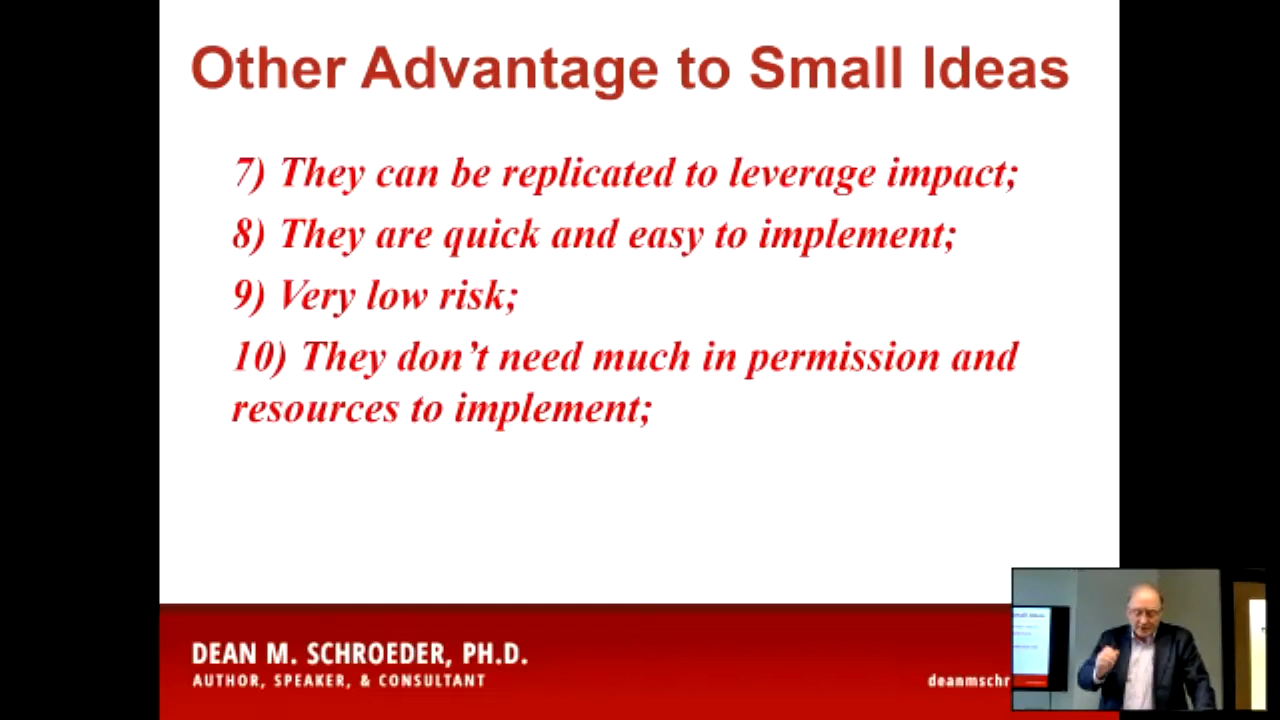 Other Advantage to Small Ideas
7) They can be replicated to leverage impact;
8) They are quick and easy to implement;
9) Very low risk;
10) They don’t need much in permission and
resources to implement;
DEAN M. SCHROEDER, PH.D.
AUTHOR, SPEAKER, & CONSULTANT
deanmschr